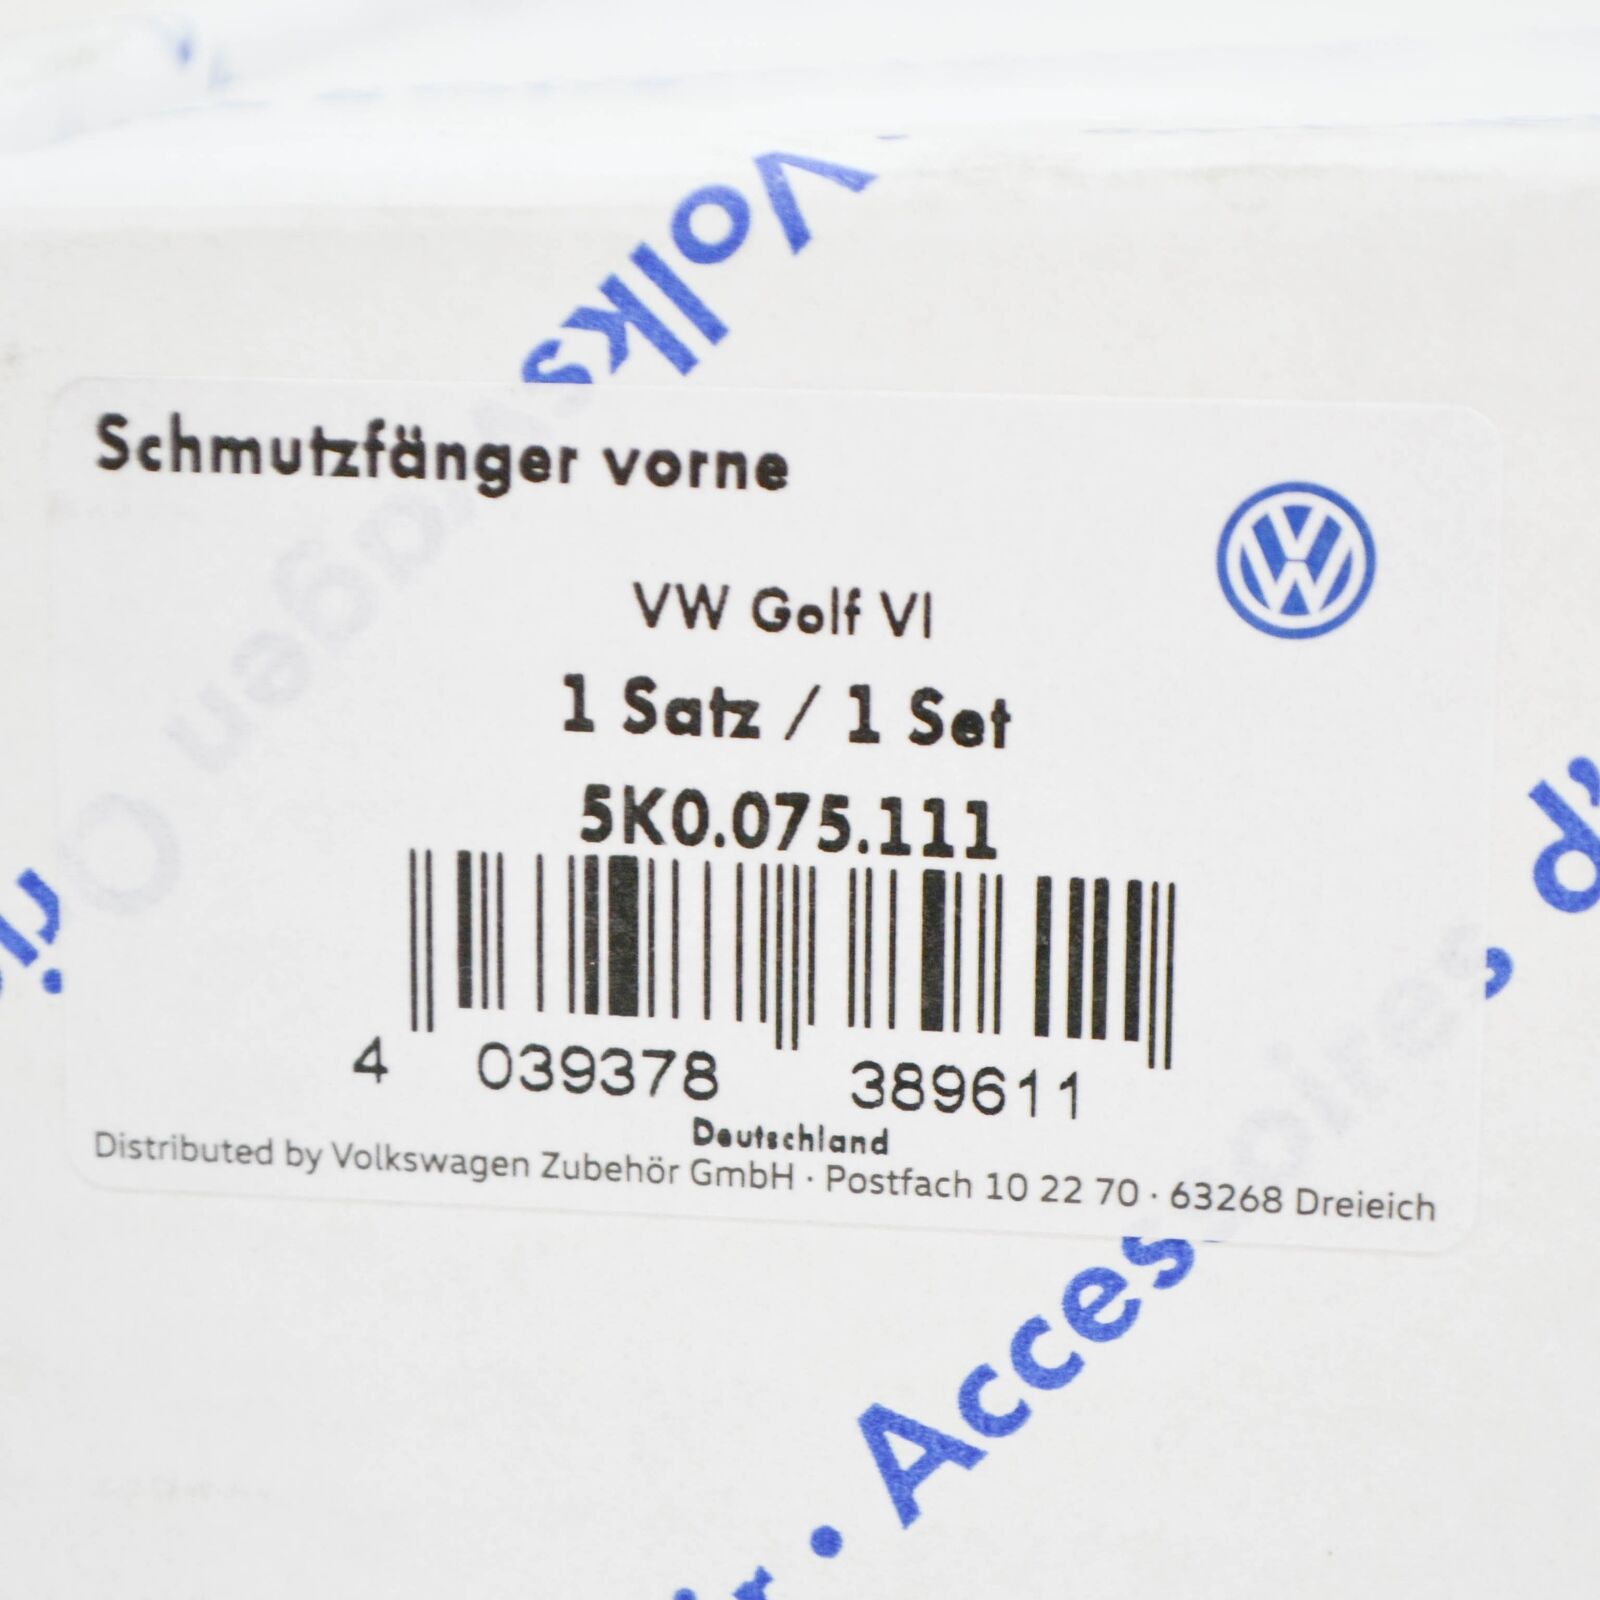 Volkswagen O
Schmutzfänger vorne
VW Golf VI
1 Satz / 1 Set
5K0.075.111
4 039378 389611
Deutschland
Distributed by Volkswagen Zubehör GmbH · Postfach 10 22 70 · 63268 Dreieich
Accessoires,